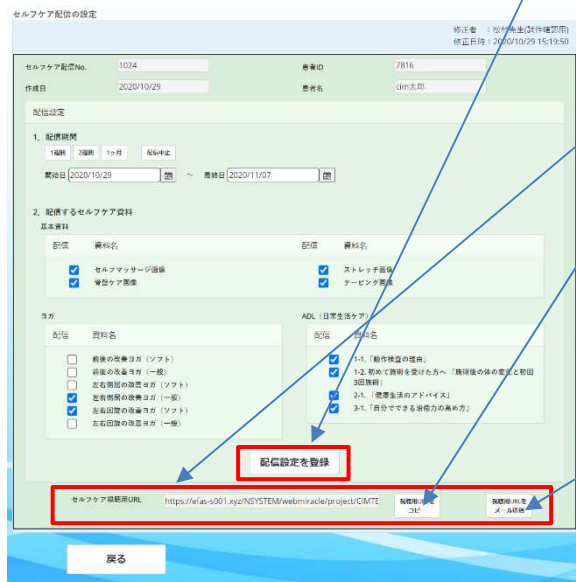 セルフケア配信の設定
修正者 ：松村先生(試作確認用)
修正日時：2020/10/29 15:19:50
セルフケア配信No. 1024 患者ID 7816
作成日 2020/10/29 患者名 cim太郎
配信設定
1、配信期間
1週間 2週間 1ヶ月 配信中止
開始日 2020/10/29 ～ 最終日 2020/11/07
2、配信するセルフケア資料
基本資料
配信 資料名 配信 資料名
セルフマッサージ画像 ストレッチ画像
骨盤ケア画像 テーピング画像
ヨガ ADL（日常生活ケア）
配信 資料名 配信 資料名
前後の改善ヨガ（ソフト） 1-1.「動作検査の理由」
前後の改善ヨガ（一般） 1-2.初めて施術を受けた方へ「施術後の体の変化と初回
左右側屈の改善ヨガ（ソフト） 3回施術」
左右側屈の改善ヨガ（一般） 2-1.「健康生活のアドバイス」
左右回旋の改善ヨガ（ソフト） 3-1.「自分でできる治癒力の高め方」
左右回旋の改善ヨガ（一般）
配信設定を登録
セルフケア視聴用URL https://efas-s001.xyz/NSYSTEM/webmiracle/project/CIMTE 視聴用URLを 視聴用URLを
コピー メール送信
戻る